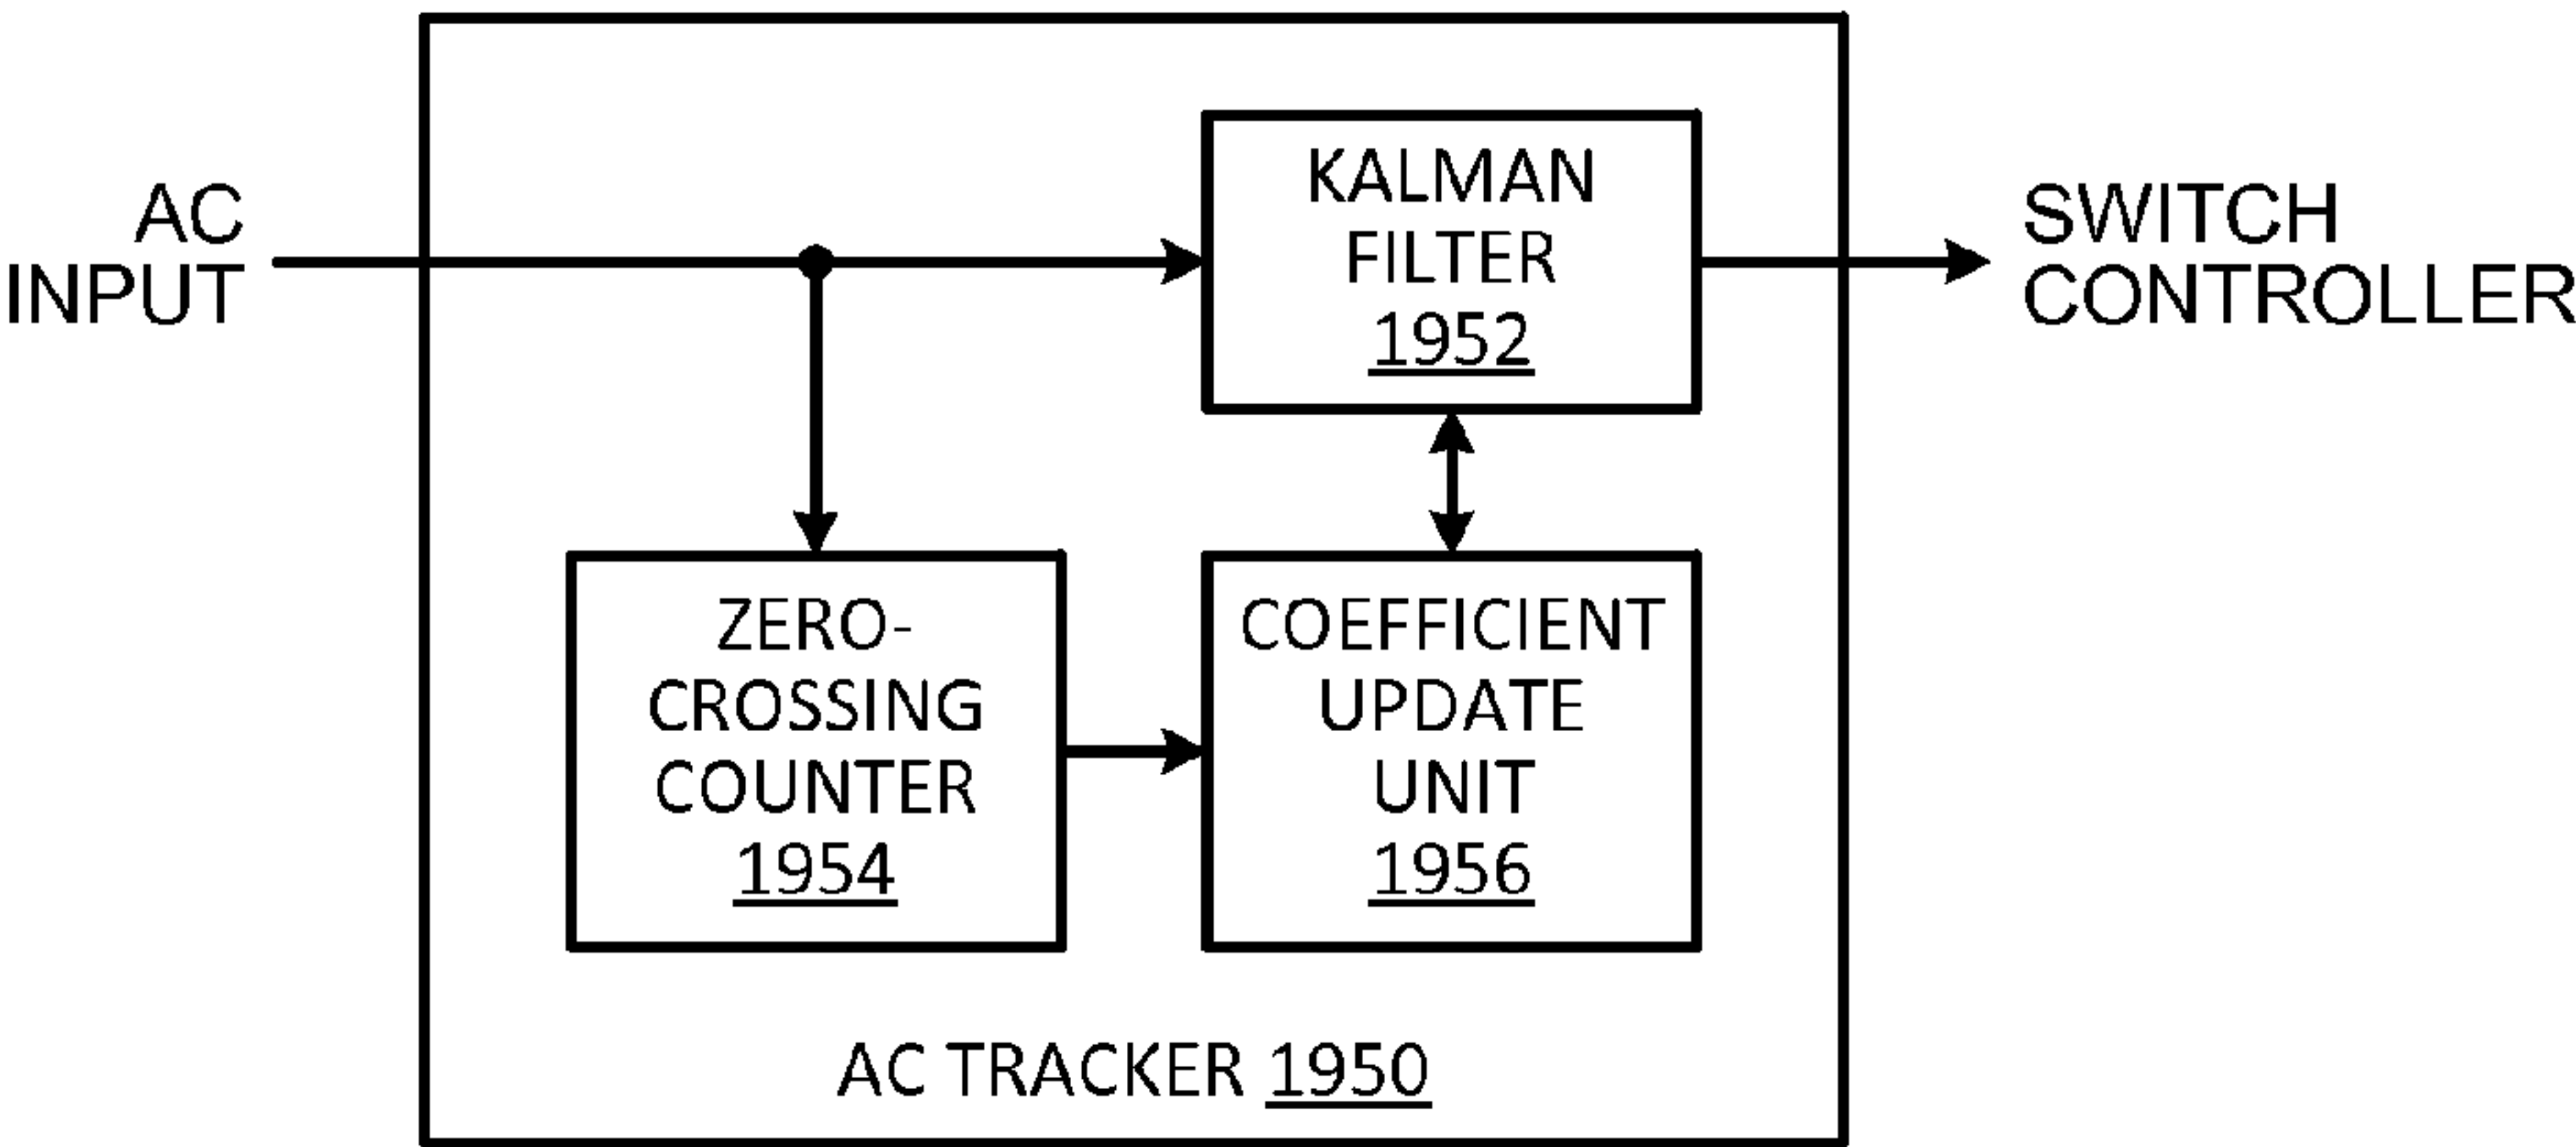 AC
INPUT
KALMAN
FILTER
1952
SWITCH
CONTROLLER
ZERO-
CROSSING
COUNTER
1954
COEFFICIENT
UPDATE
UNIT
1956
AC TRACKER 1950